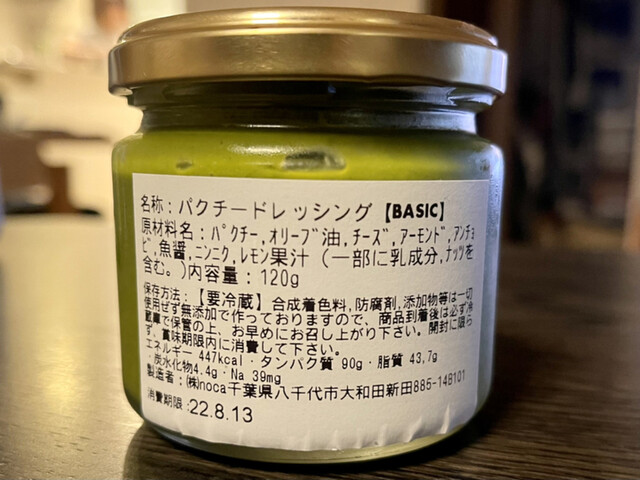 名称：パクチードレッシング【BASIC】
原材料名：ﾊﾟｸﾁｰ,ｵﾘｰﾌﾞ油,ﾁｰｽﾞ,ｱｰﾓﾝﾄﾞ,ｱﾝﾁｮ
ﾋﾞ,魚醤,ﾆﾝﾆｸ,ﾚﾓﾝ果汁（一部に乳成分,ﾅｯﾂを
含む。)内容量：120g
保存方法：【要冷蔵】合成着色料,防腐剤,添加物等は一切
使用ぜず無添加で作っておりますので、商品到着後は必ず冷
蔵庫で保管の上、お早めにお召し上がり下さい。開封に限ら
ず、賞味期限内に消費して下さい。
エネルギー 447kcal・タンパク質 90g・脂質 43,7g
・炭水化物4.4g・Na 39mg
製造者：㈱noca千葉県八千代市大和田新田885-14B101
消費期限:22.8.13